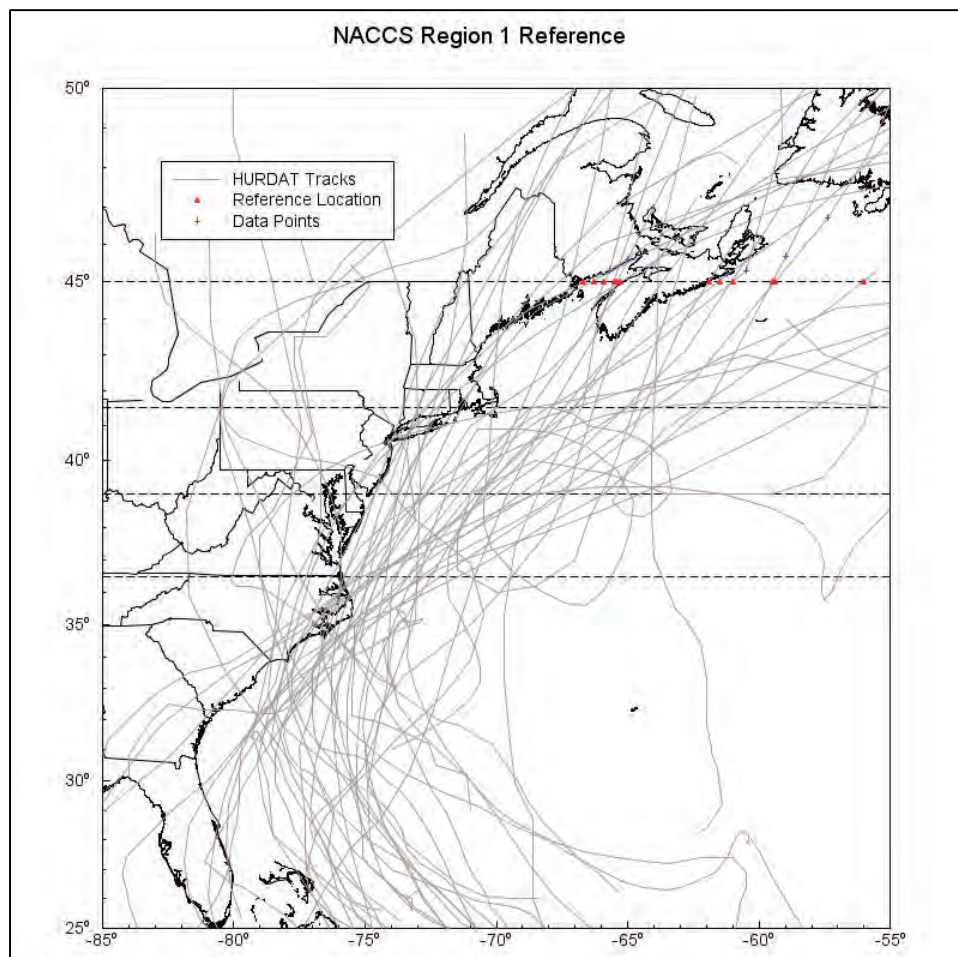 NACCS Region 1 Reference
50°
HURDAT Tracks
Reference Location
Data Points
45°
40°
35°
30°
25°
-85 -80° -75° -70° -65° -60° -55°